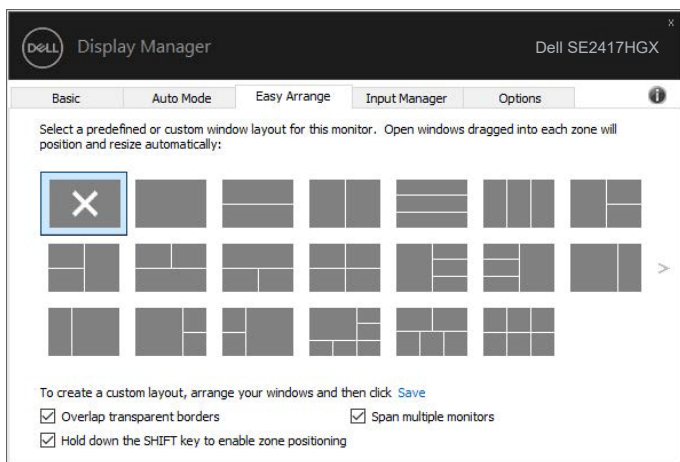 x
DELL Display Manager Dell SE2417HGX
Basic Auto Mode Easy Arrange Input Manager Options i
Select a predefined or custom window layout for this monitor. Open windows dragged into each zone will
position and resize automatically:
>
To create a custom layout, arrange your windows and then click Save
Overlap transparent borders Span multiple monitors
Hold down the SHIFT key to enable zone positioning